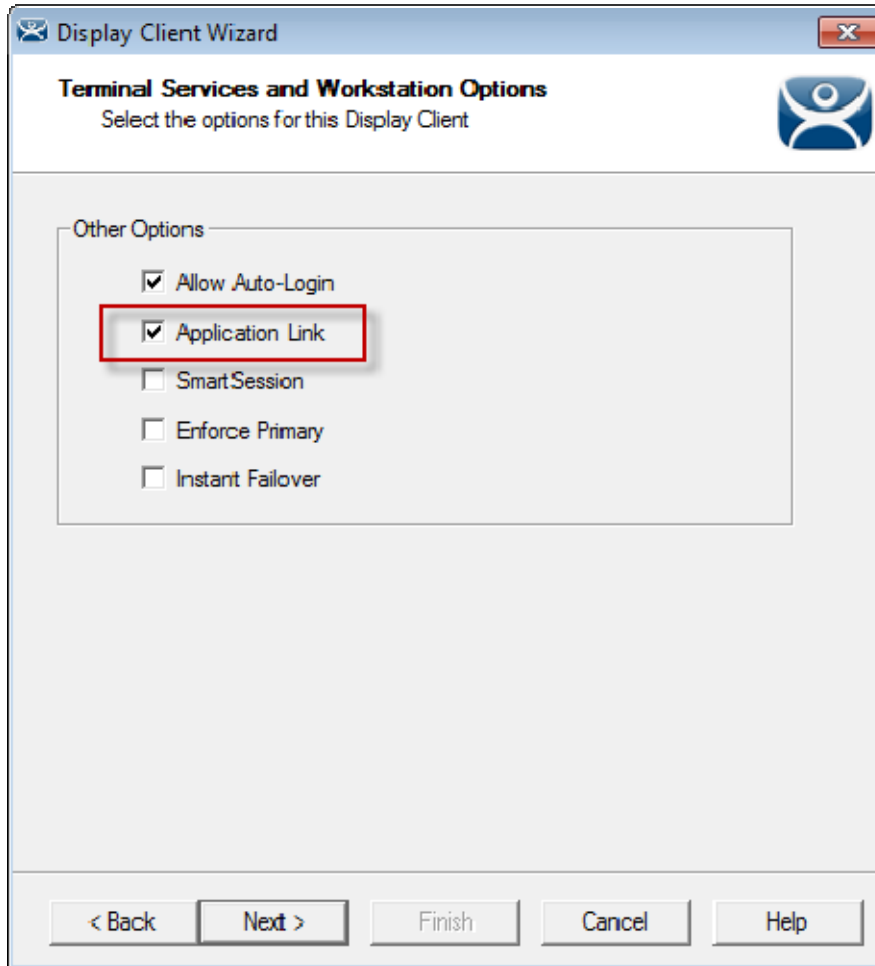 Display Client Wizard
Terminal Services and Workstation Options
Select the options for this Display Client
Other Options
Allow Auto-Login
Application Link
SmartSession
Enforce Primary
Instant Failover
< Back Next > Finish Cancel Help